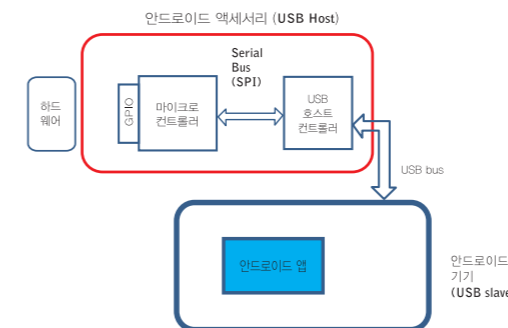 안드로이드 액세서리 (USB Host)
Serial
Bus
(SPI)
하드
웨어
GPIO
마이크로
컨트롤러
USB
호스트
컨트롤러
USB bus
안드로이드 앱
안드로이드
기기
(USB slave